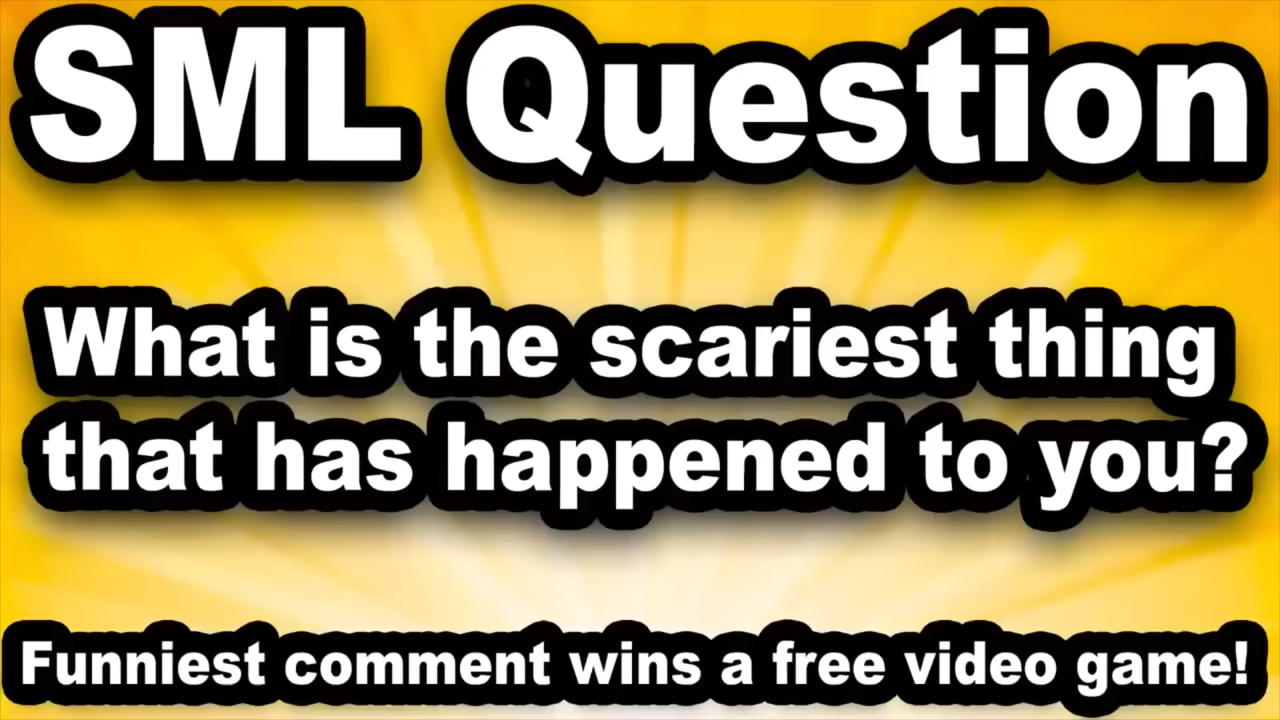 SML Question
What is the scariest thing
that has happened to you?
Funniest comment wins a free video game!